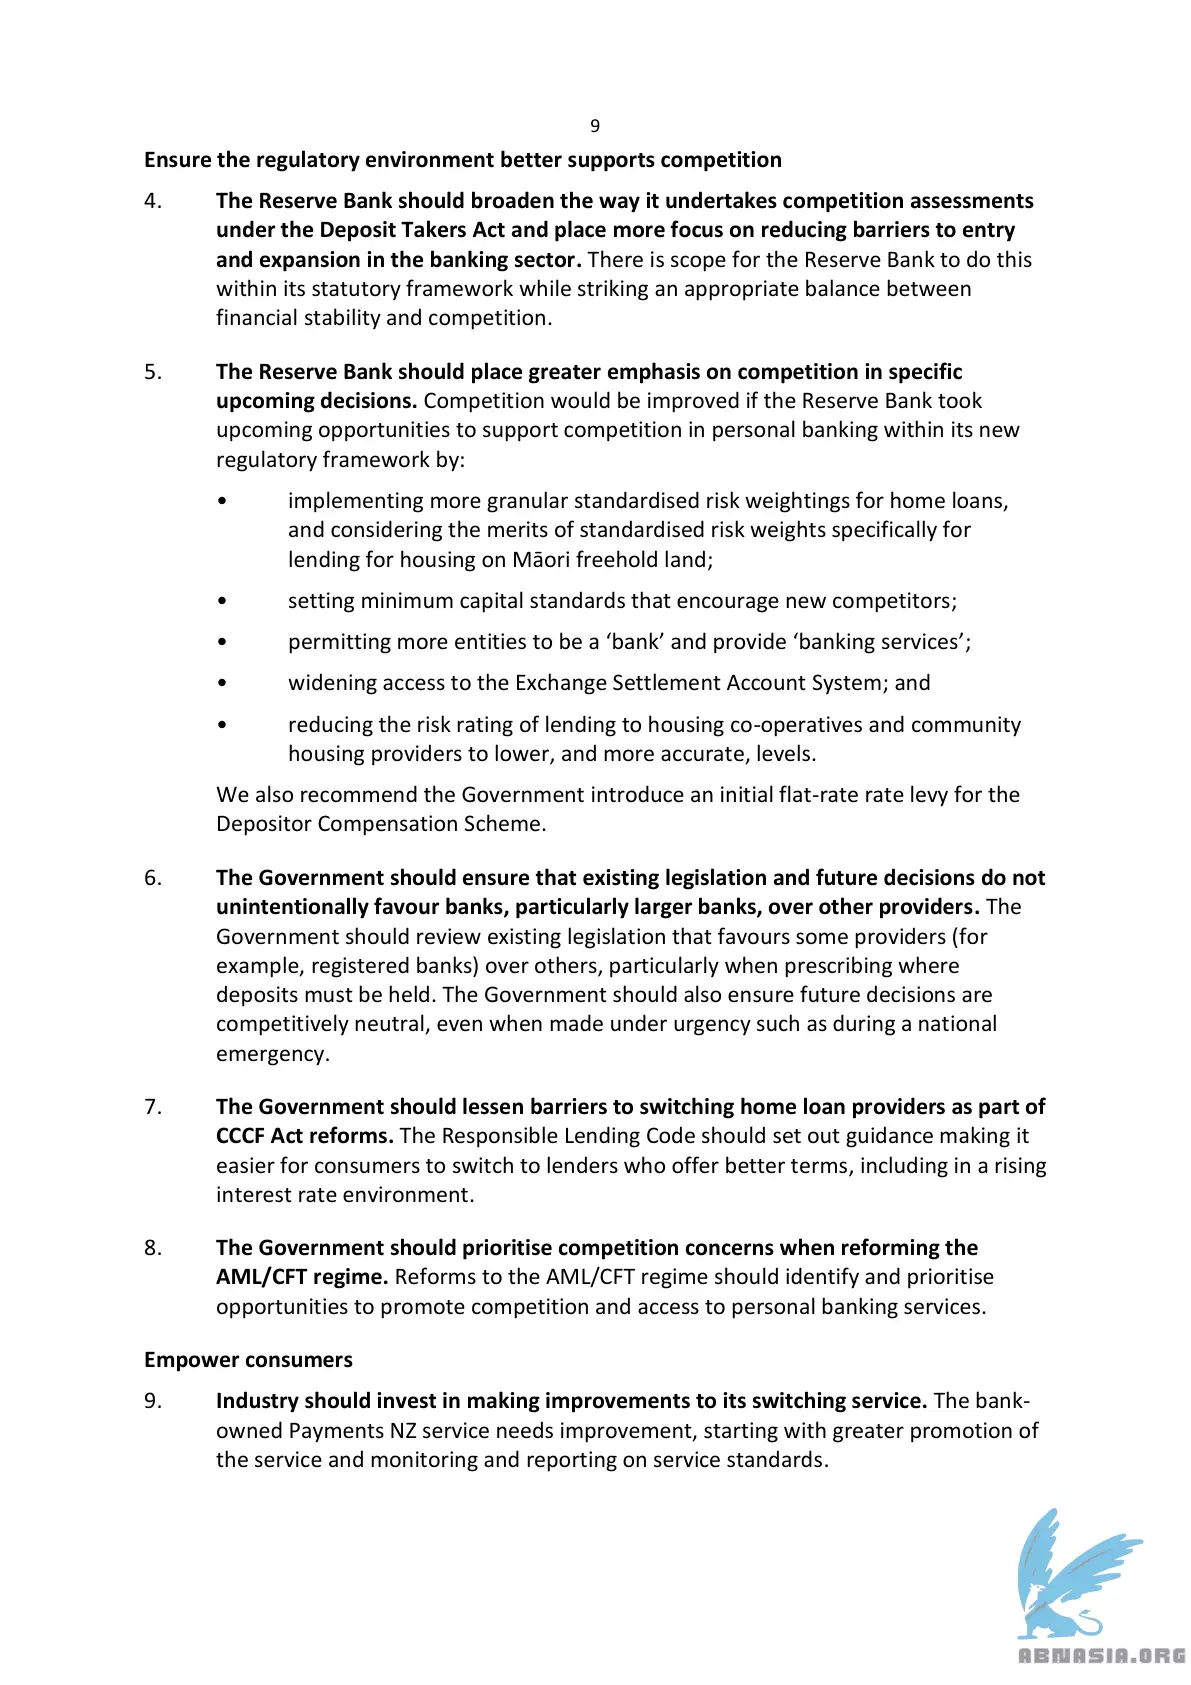 9
Ensure the regulatory environment better supports competition
4. The Reserve Bank should broaden the way it undertakes competition assessments
under the Deposit Takers Act and place more focus on reducing barriers to entry
and expansion in the banking sector. There is scope for the Reserve Bank to do this
within its statutory framework while striking an appropriate balance between
financial stability and competition.
5. The Reserve Bank should place greater emphasis on competition in specific
upcoming decisions. Competition would be improved if the Reserve Bank took
upcoming opportunities to support competition in personal banking within its new
regulatory framework by:
• implementing more granular standardised risk weightings for home loans,
and considering the merits of standardised risk weights specifically for
lending for housing on Māori freehold land;
• setting minimum capital standards that encourage new competitors;
• permitting more entities to be a ‘bank’ and provide ‘banking services’;
• widening access to the Exchange Settlement Account System; and
• reducing the risk rating of lending to housing co-operatives and community
housing providers to lower, and more accurate, levels.
We also recommend the Government introduce an initial flat-rate rate levy for the
Depositor Compensation Scheme.
6. The Government should ensure that existing legislation and future decisions do not
unintentionally favour banks, particularly larger banks, over other providers. The
Government should review existing legislation that favours some providers (for
example, registered banks) over others, particularly when prescribing where
deposits must be held. The Government should also ensure future decisions are
competitively neutral, even when made under urgency such as during a national
emergency.
7. The Government should lessen barriers to switching home loan providers as part of
CCCF Act reforms. The Responsible Lending Code should set out guidance making it
easier for consumers to switch to lenders who offer better terms, including in a rising
interest rate environment.
8. The Government should prioritise competition concerns when reforming the
AML/CFT regime. Reforms to the AML/CFT regime should identify and prioritise
opportunities to promote competition and access to personal banking services.
Empower consumers
9. Industry should invest in making improvements to its switching service. The bank-
owned Payments NZ service needs improvement, starting with greater promotion of
the service and monitoring and reporting on service standards.
ABNASIA.ORG